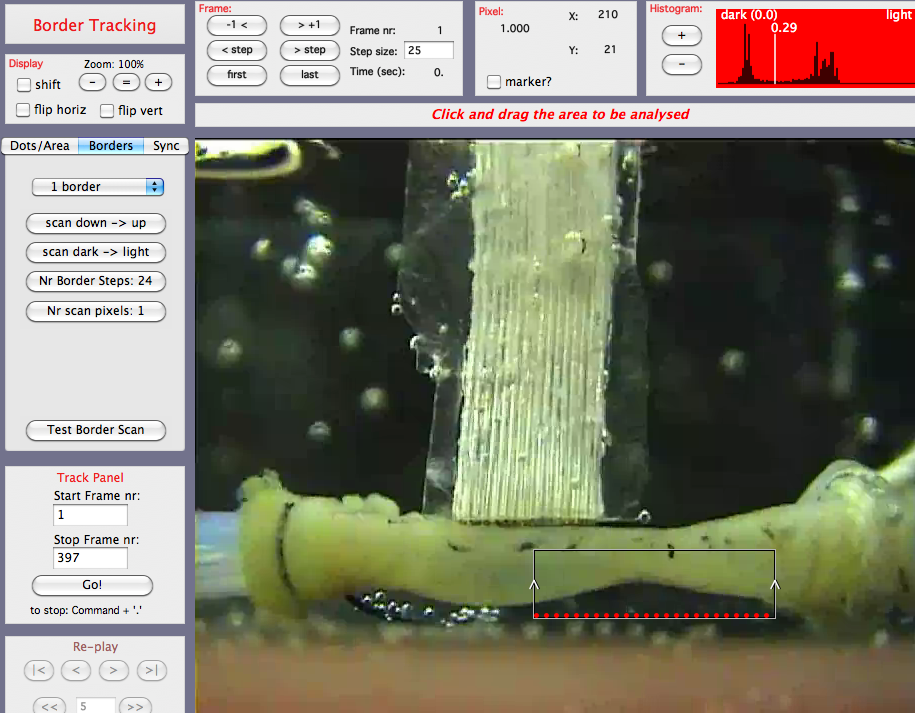 Border Tracking
Display
Zoom: 100%
shift
-
=
+
flip horiz
flip vert
Frame:
-1 <
> +1
Frame nr: 1
< step
> step
Step size: 25
first
last
Time (sec): 0.
Pixel:
1.000
X: 210
Y: 21
marker?
Histogram:
+
-
dark (0.0)
light
0.29
Click and drag the area to be analysed
Dots/Area
Borders
Sync
1 border
scan down -> up
scan dark -> light
Nr Border Steps: 24
Nr scan pixels: 1
Test Border Scan
Track Panel
Start Frame nr:
1
Stop Frame nr:
397
Go!
to stop: Command + '.'
Re-play
|<
<
>
>|
<<
5
>>